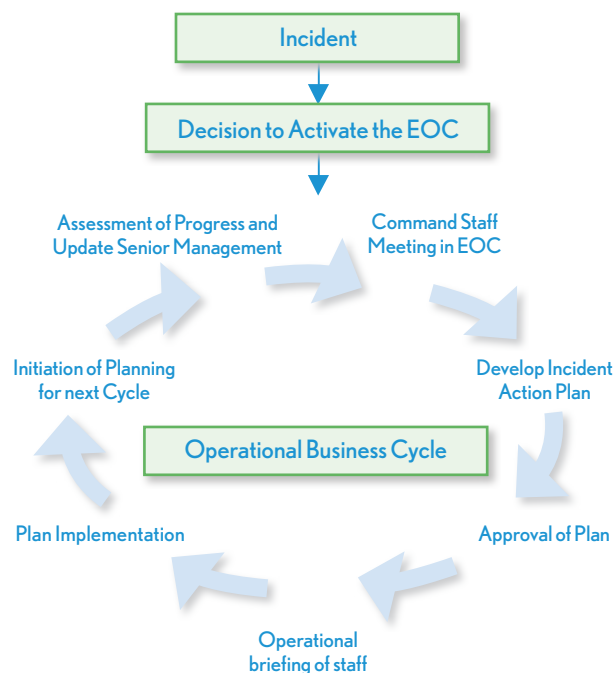 Incident
Decision to Activate the EOC
Assessment of Progress and
Update Senior Management
Command Staff
Meeting in EOC
Initiation of Planning
for next Cycle
Develop Incident
Action Plan
Operational Business Cycle
Plan Implementation
Approval of Plan
Operational
briefing of staff